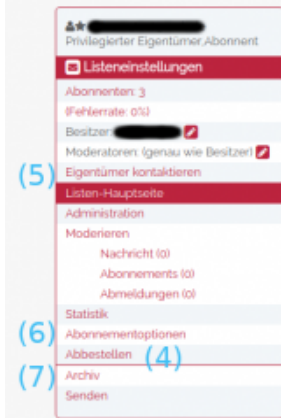 Privilegierter Eigentümer,Abonnent
Listeneinstellungen
Abonnenten: 3
(Fehlerrate: 0%)
Besitzer:
Moderatoren: (genau wie Besitzer)
(5) Eigentümer kontaktieren
Listen-Hauptseite
Administration
Moderieren
Nachricht (0)
Abonnements (0)
Abmeldungen (0)
Statistik
(6) Abonnementoptionen
Abbestellen (4)
(7) Archiv
Senden